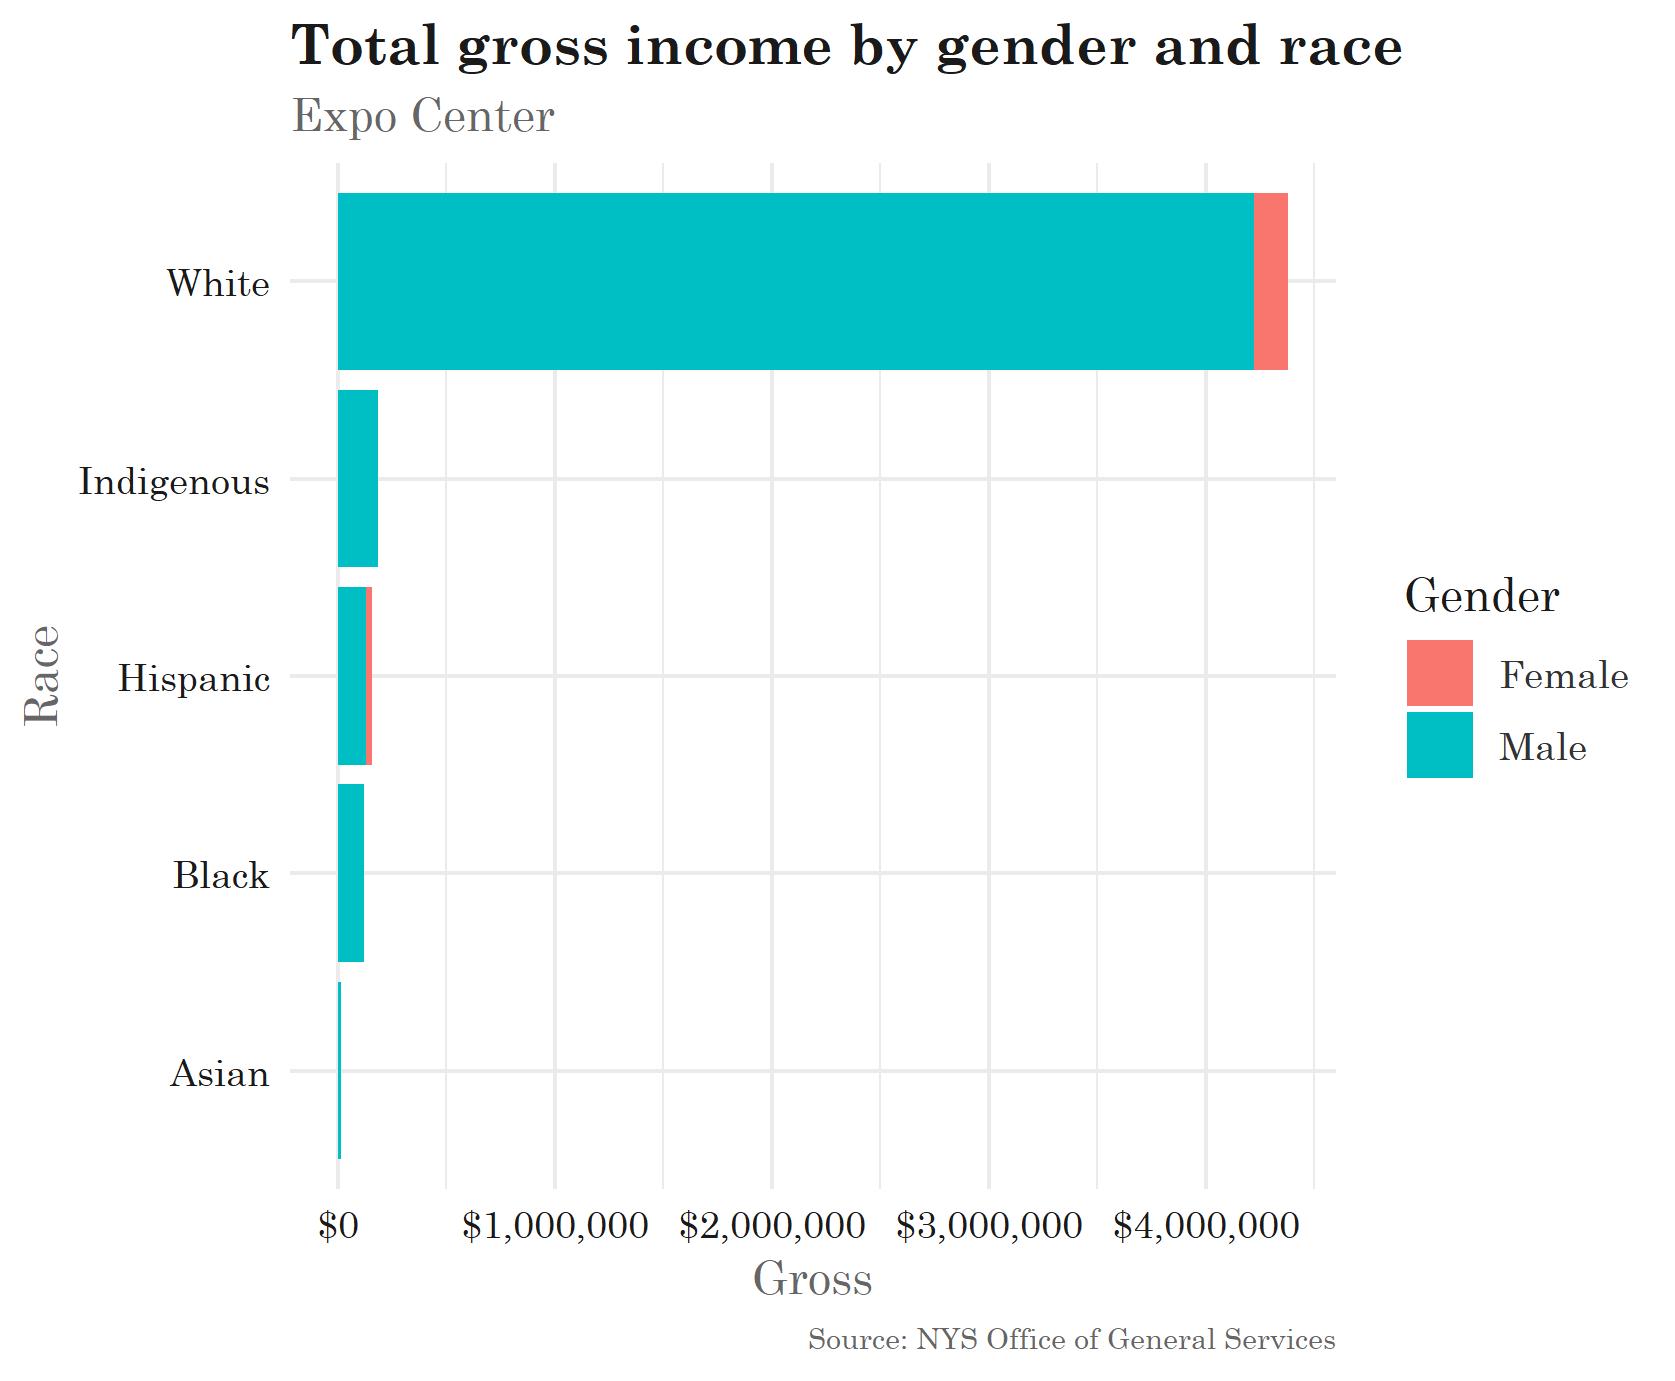 Total gross income by gender and race
Expo Center
White
Indigenous
Hispanic
Black
Asian
Race
$0
$1,000,000
$2,000,000
$3,000,000
$4,000,000
Gross
Gender
Female
Male
Source: NYS Office of General Services